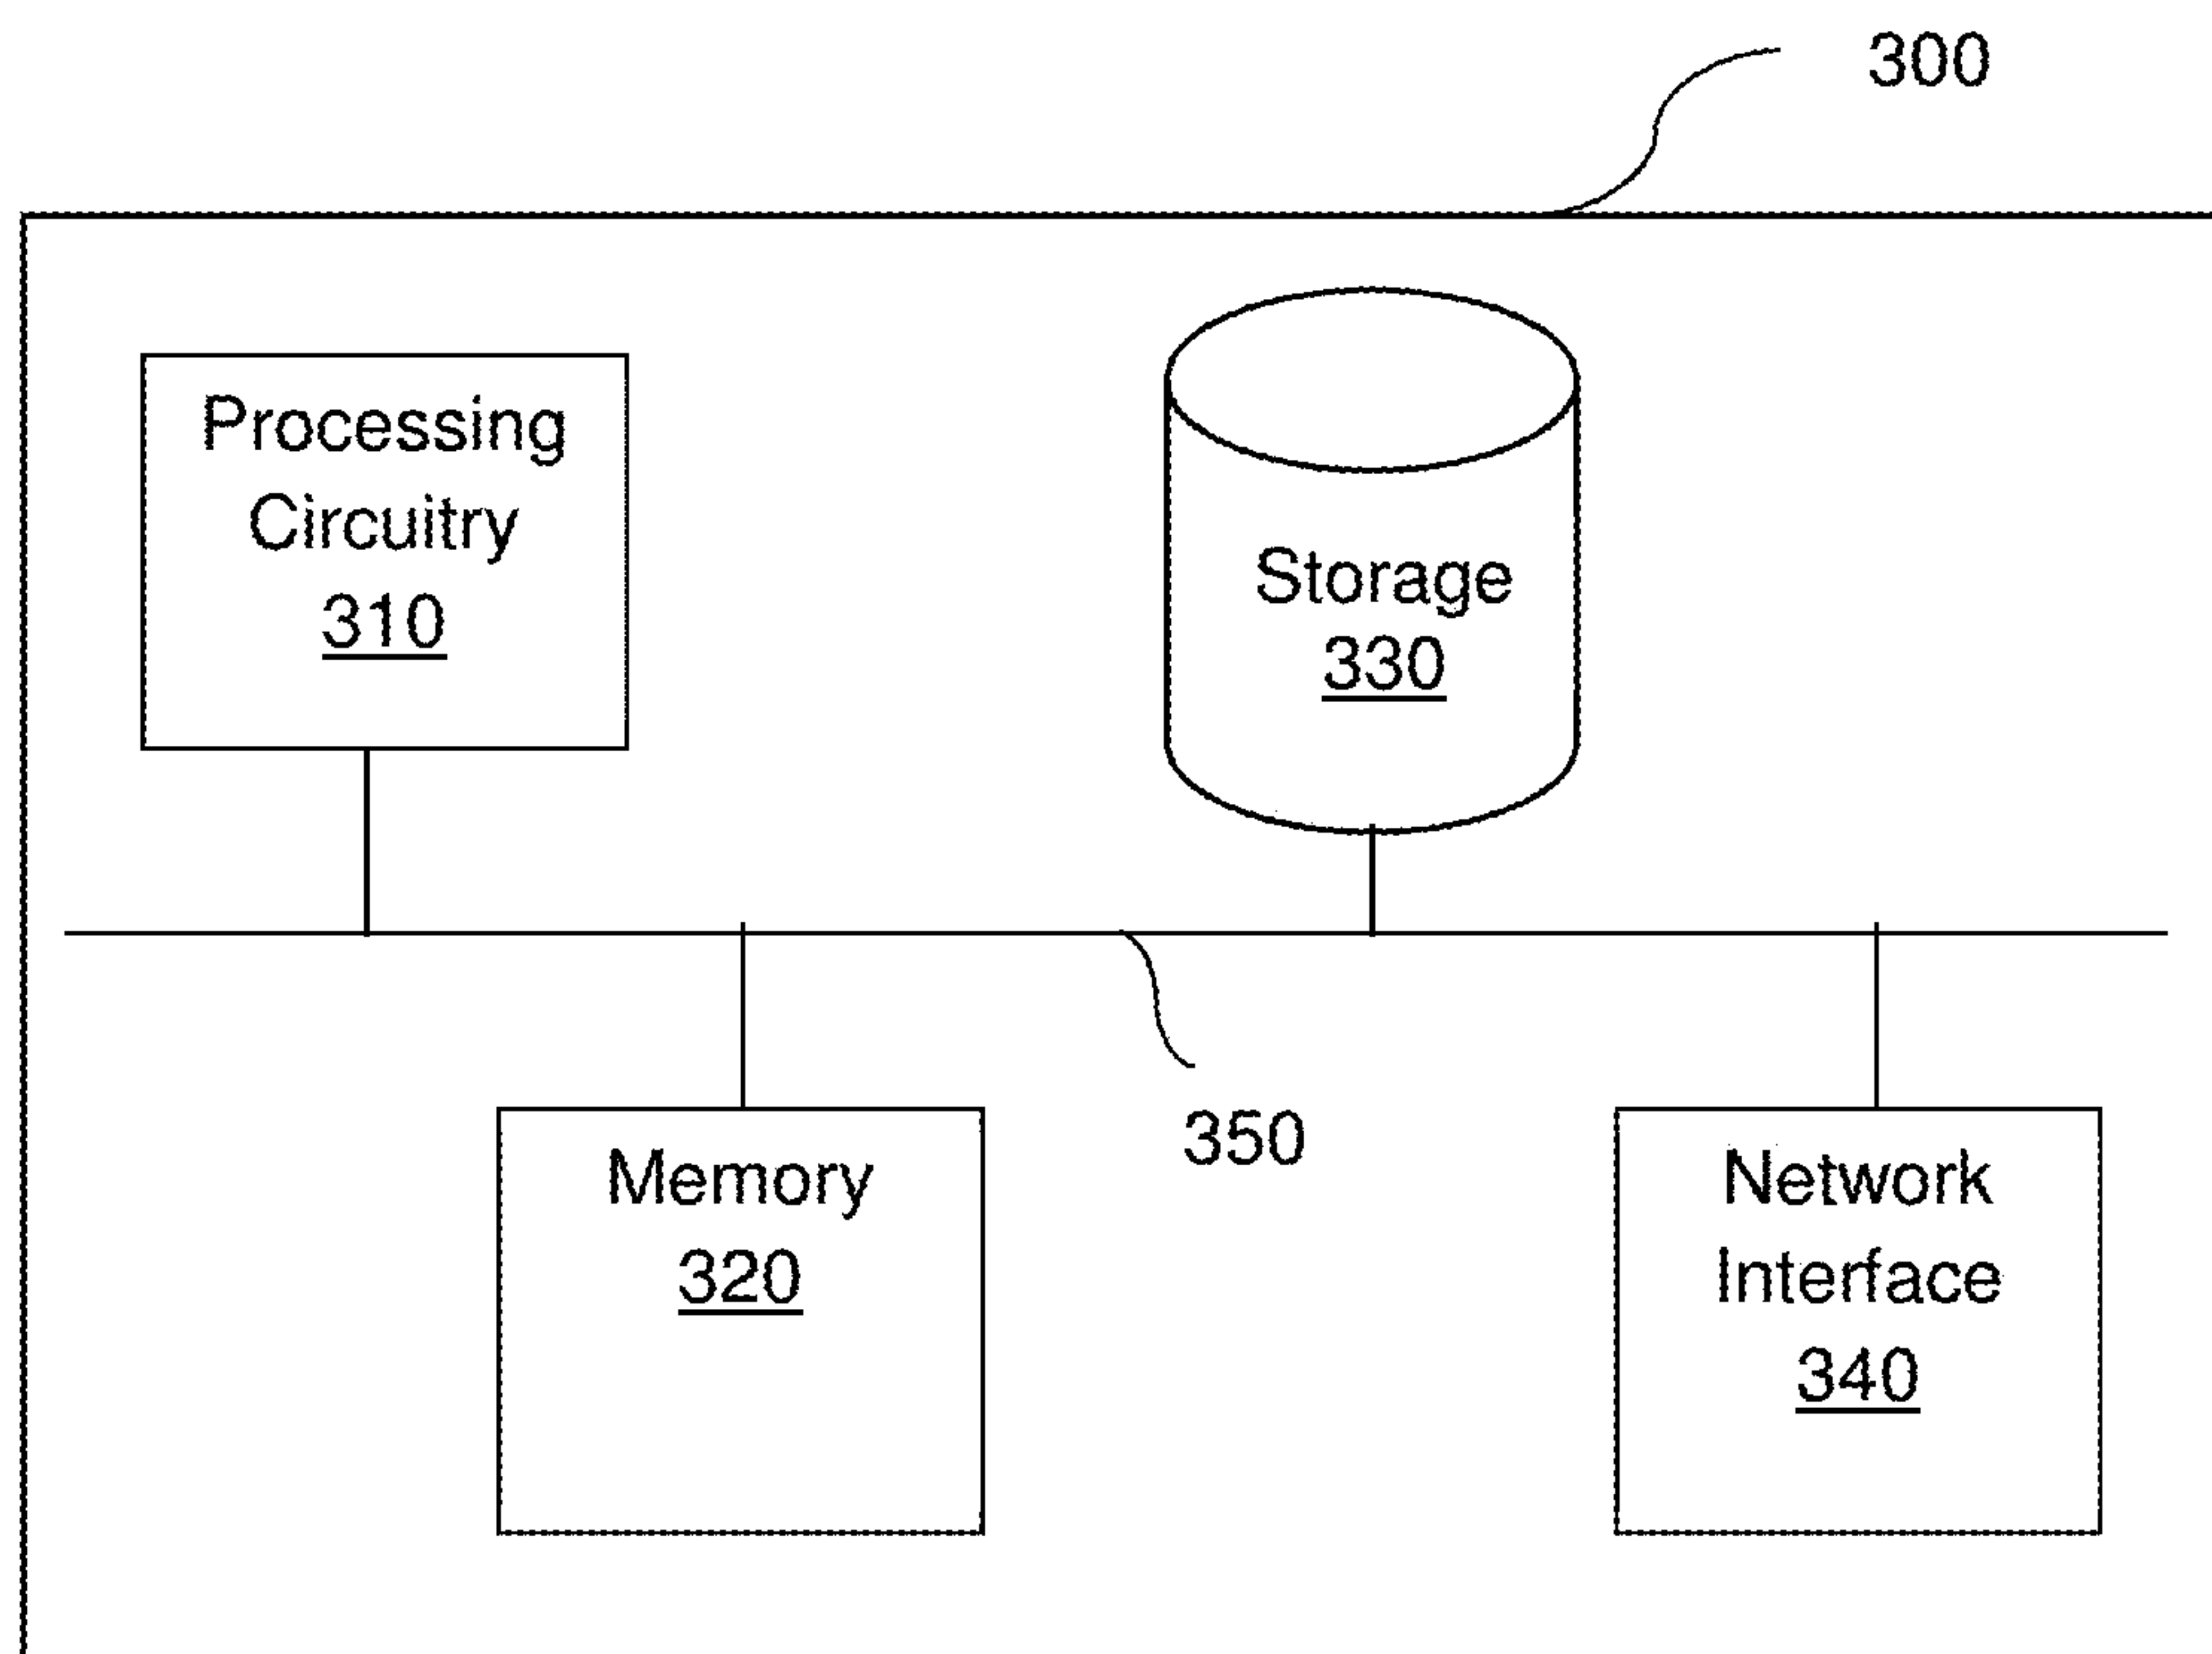 300
Processing
Circuitry
310
Storage
330
350
Memory
320
Network
Interface
340